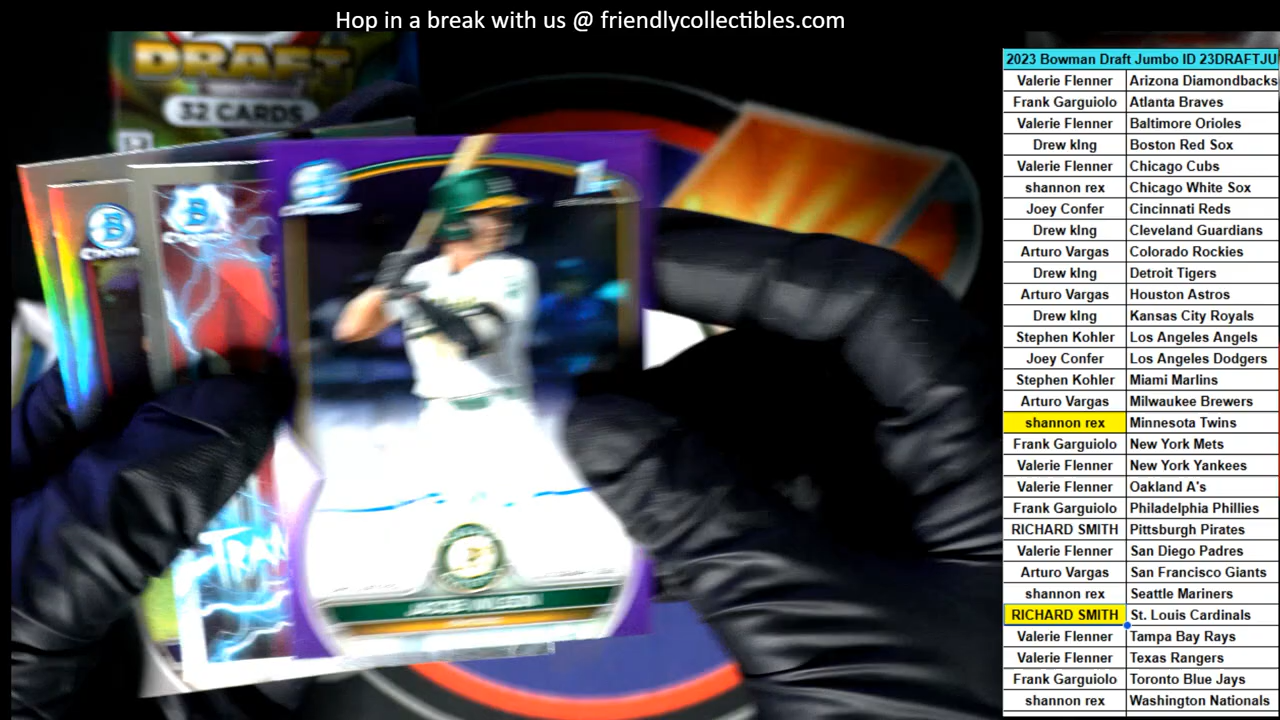 Hop in a break with us @ friendlycollectibles.com
DRAFT
32 CARDS
Chrome
2023 Bowman Draft Jumbo ID 23DRAFTJU
Valerie Flenner Arizona Diamondbacks
Frank Garguiolo Atlanta Braves
Valerie Flenner Baltimore Orioles
Drew kIng Boston Red Sox
Valerie Flenner Chicago Cubs
shannon rex Chicago White Sox
Joey Confer Cincinnati Reds
Drew kIng Cleveland Guardians
Arturo Vargas Colorado Rockies
Drew kIng Detroit Tigers
Arturo Vargas Houston Astros
Drew kIng Kansas City Royals
Stephen Kohler Los Angels Angels
Joey Confer Los Angeles Dodgers
Stephen Kohler Miami Marlins
Arturo Vargas Milwaukee Brewers
shannon rex Minnesota Twins
Frank Garguiolo New York Mets
Valerie Flenner New York Yankees
Valerie Flenner Oakland A's
Frank Garguiolo Philadelphia Phillies
RICHARD SMITH Pittsburgh Pirates
Valerie Flenner San Diego Padres
Arturo Vargas San Francisco Giants
shannon rex Seattle Mariners
RICHARD SMITH St. Louis Cardinals
Valerie Flenner Tampa Bay Rays
Valerie Flenner Texas Rangers
Frank Garguiolo Toronto Blue Jays
shannon rex Washington Nationals